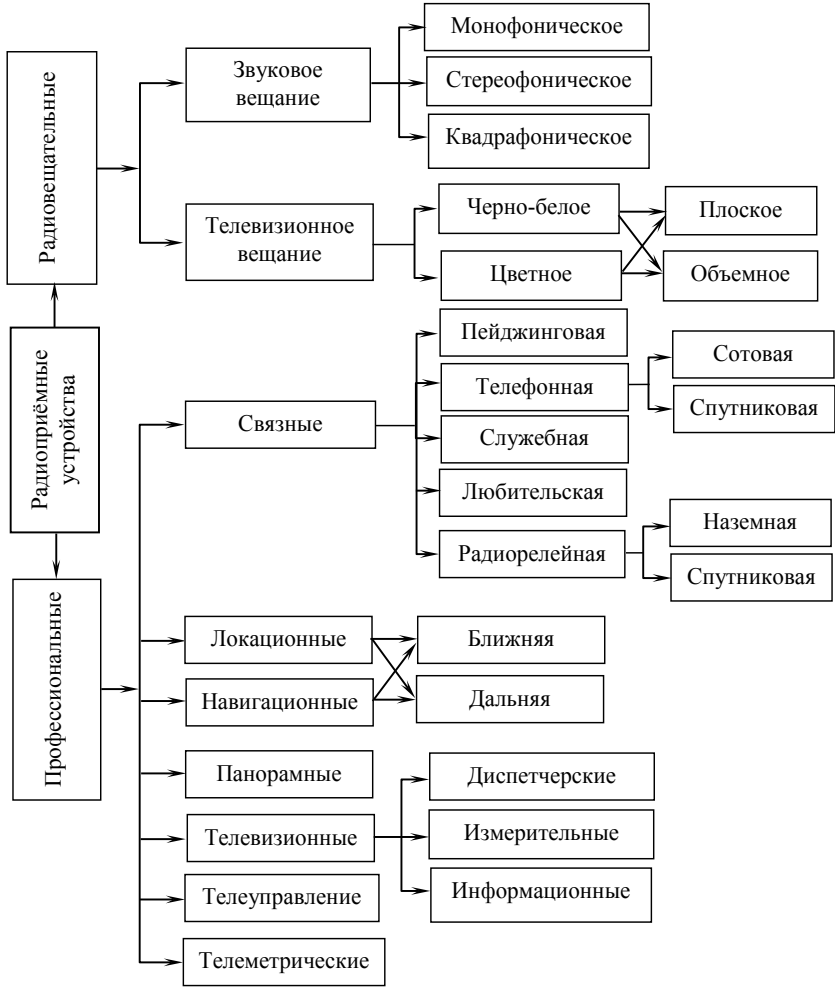 Радиоприёмные
устройства
Радиовещательные
Звуковое
вещание
Монофоническое
Стереофоническое
Квадрафоническое
Телевизионное
вещание
Черно-белое
Цветное
Плоское
Объемное
Профессиональные
Связные
Пейджинговая
Телефонная
Сотовая
Спутниковая
Служебная
Любительская
Радиорелейная
Наземная
Спутниковая
Локационные
Навигационные
Ближняя
Дальняя
Панорамные
Телевизионные
Диспетчерские
Измерительные
Информационные
Телеуправление
Телеметрические